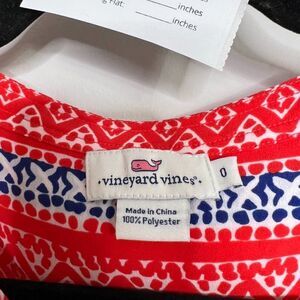 inches
Flat: inches
vineyard vines®
0
Made in China
100% Polyester